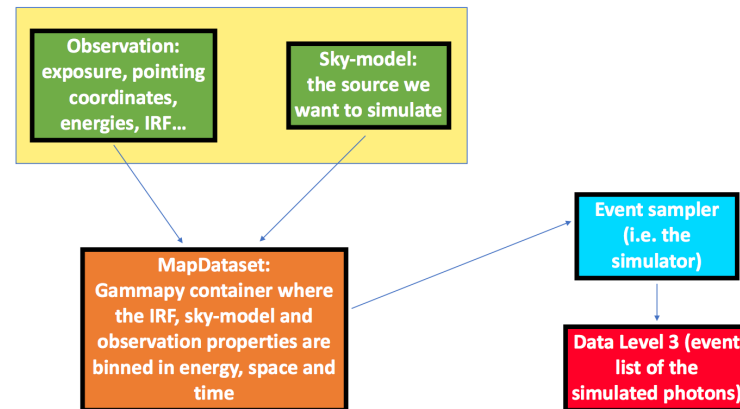 Observation:
exposure, pointing
coordinates,
energies, IRF...
Sky-model:
the source we
want to simulate
MapDataset:
Gammapy container where
the IRF, sky-model and
observation properties are
binned in energy, space and
time
Event sampler
(i.e. the
simulator)
Data Level 3 (event
list of the
simulated photons)